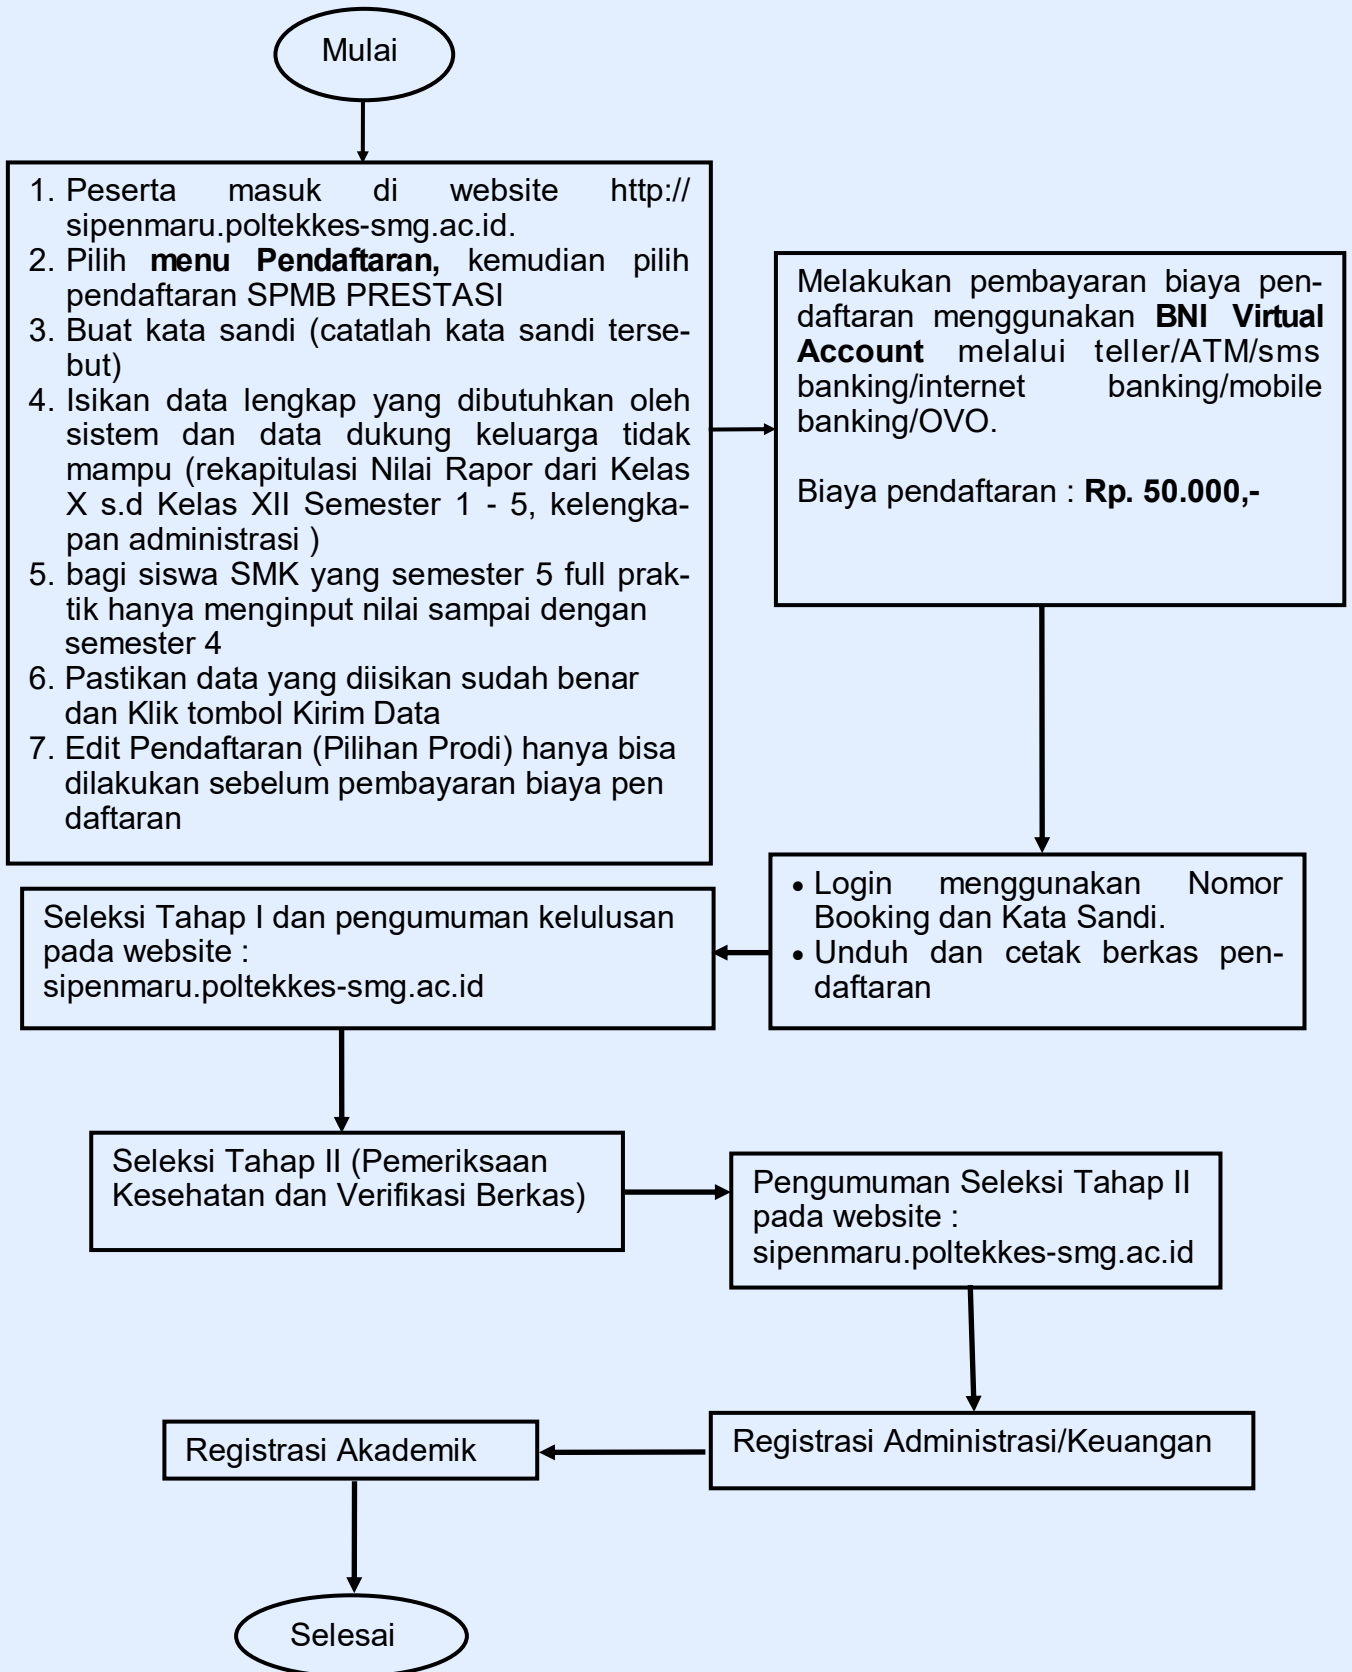 Mulai
1. Peserta masuk di website http://
sipenmaru.poltekkes-smg.ac.id.
2. Pilih menu Pendaftaran, kemudian pilih
pendaftaran SPMB PRESTASI
3. Buat kata sandi (catatlah kata sandi terse-
but)
4. Isikan data lengkap yang dibutuhkan oleh
sistem dan data dukung keluarga tidak
mampu (rekapitulasi Nilai Rapor dari Kelas
X s.d Kelas XII Semester 1 - 5, kelengka-
pan administrasi )
5. bagi siswa SMK yang semester 5 full prak-
tik hanya menginput nilai sampai dengan
semester 4
6. Pastikan data yang diisikan sudah benar
dan Klik tombol Kirim Data
7. Edit Pendaftaran (Pilihan Prodi) hanya bisa
dilakukan sebelum pembayaran biaya pen
daftaran
Melakukan pembayaran biaya pen-
daftaran menggunakan BNI Virtual
Account melalui teller/ATM/sms
banking/internet banking/mobile
banking/OVO.
Biaya pendaftaran : Rp. 50.000,-
• Login menggunakan Nomor
Booking dan Kata Sandi.
• Unduh dan cetak berkas pen-
daftaran
Seleksi Tahap I dan pengumuman kelulusan
pada website :
sipenmaru.poltekkes-smg.ac.id
Seleksi Tahap II (Pemeriksaan
Kesehatan dan Verifikasi Berkas)
Pengumuman Seleksi Tahap II
pada website :
sipenmaru.poltekkes-smg.ac.id
Registrasi Administrasi/Keuangan
Registrasi Akademik
Selesai